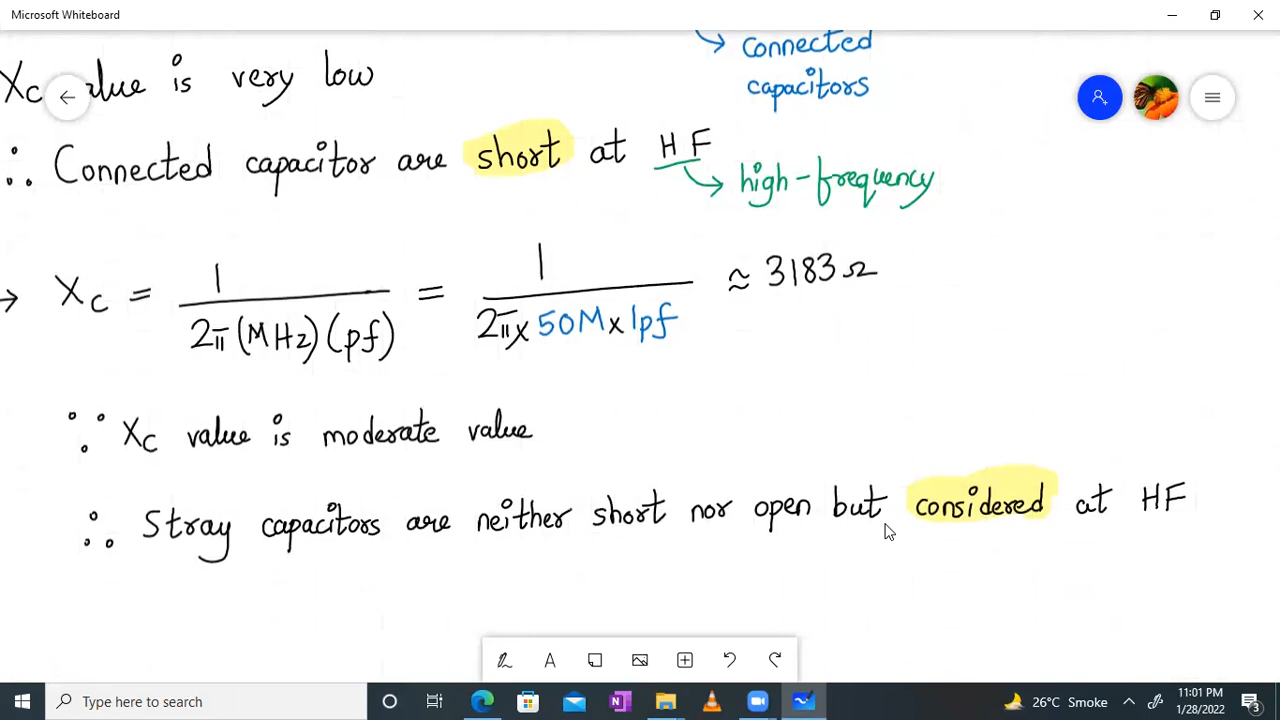 Microsoft Whiteboard
connected
capacitors
Xc value is very low
∴ Connected capacitor are short at HF
high-frequency
→ Xc = 1 / 2π (MHz) (pf) = 1 / 2π x 50M x 1pf ≈ 3183 Ω
∵ Xc value is moderate value
∴ Stray capacitors are neither short nor open but considered at HF
A
Type here to search
26°C Smoke
11:01 PM
1/28/2022
3